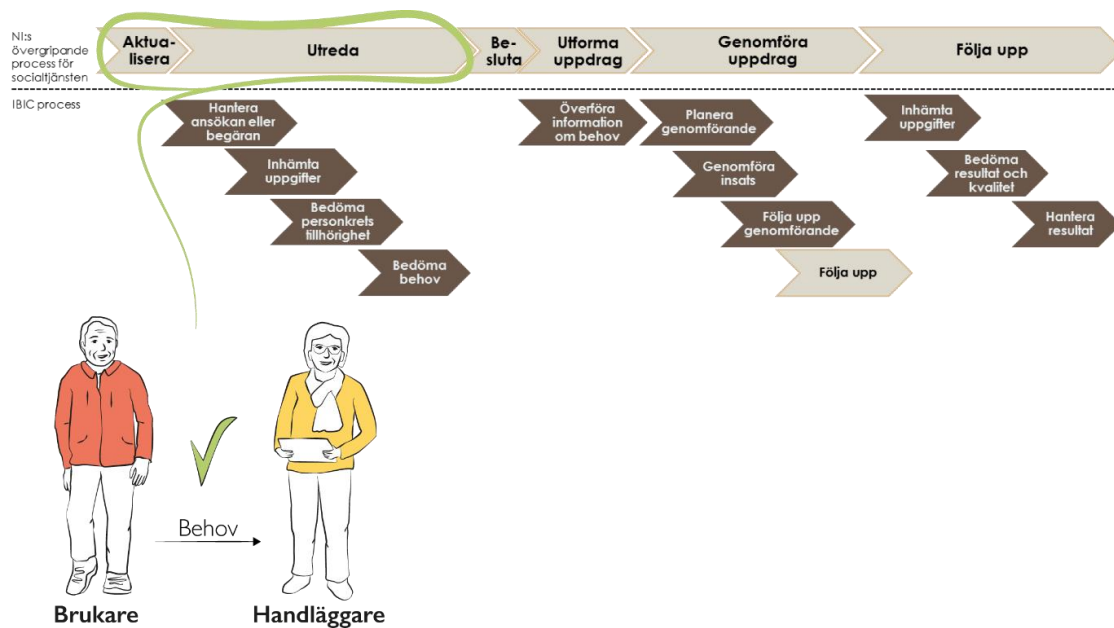 NI:s
övergripande
process för
socialtjänsten
Aktua-
lisera
Utreda
Be-
sluta
Utforma
uppdrag
Genomföra
uppdrag
Följa upp
IBIC process
Hantera
ansökan eller
begäran
Inhämta
uppgifter
Bedöma
personkrets
tillhörighet
Bedöma
behov
Överföra
information
om behov
Planera
genomförande
Genomföra
insats
Följa upp
genomförande
Följa upp
Inhämta
uppgifter
Bedöma
resultat och
kvalitet
Hantera
resultat
Behov
Brukare
Handläggare